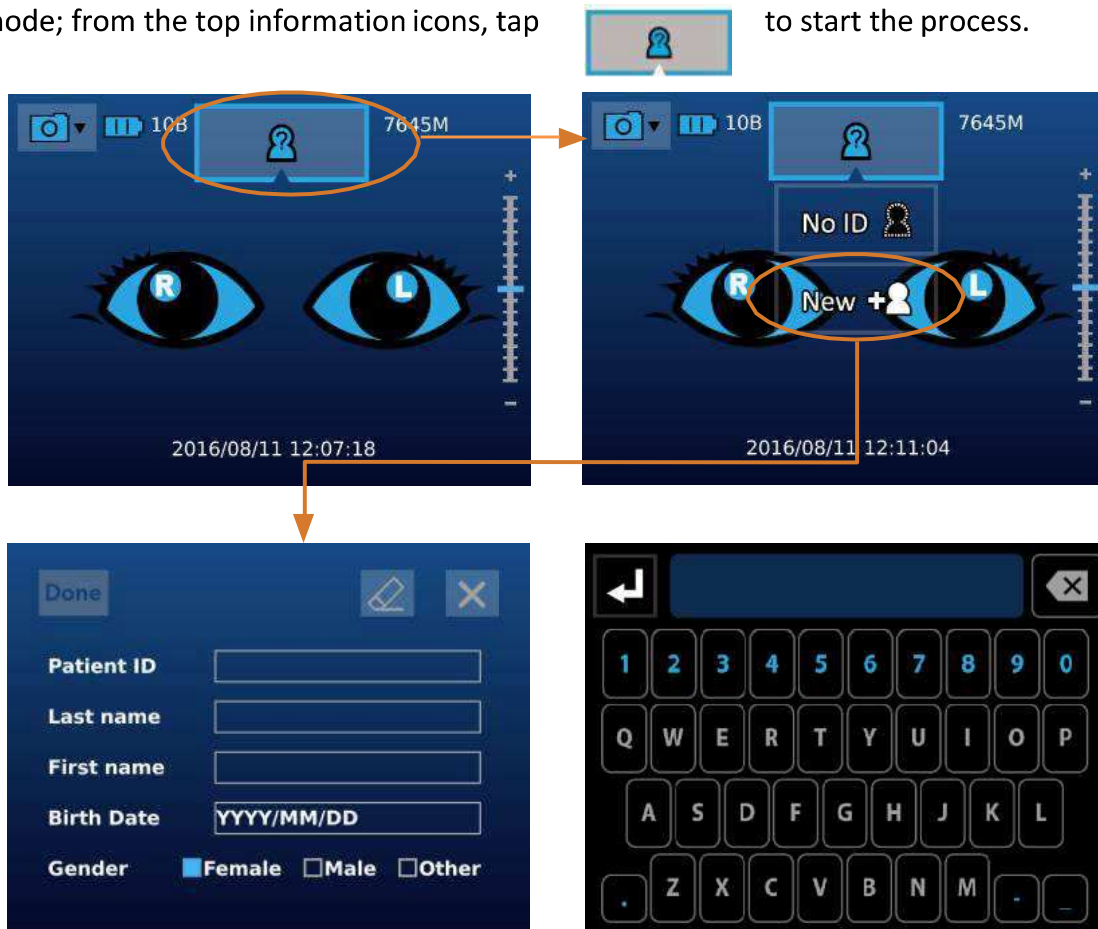 node; from the top information icons, tap to start the process.
10B 7645M
R L
+
–
2016/08/11 12:07:18
10B 7645M
No ID
R L
New +
+
–
2016/08/11 12:11:04
Done
Patient ID
Last name
First name
Birth Date YYYY/MM/DD
Gender Female Male Other
1 2 3 4 5 6 7 8 9 0
Q W E R T Y U I O P
A S D F G H J K L
. Z X C V B N M - _